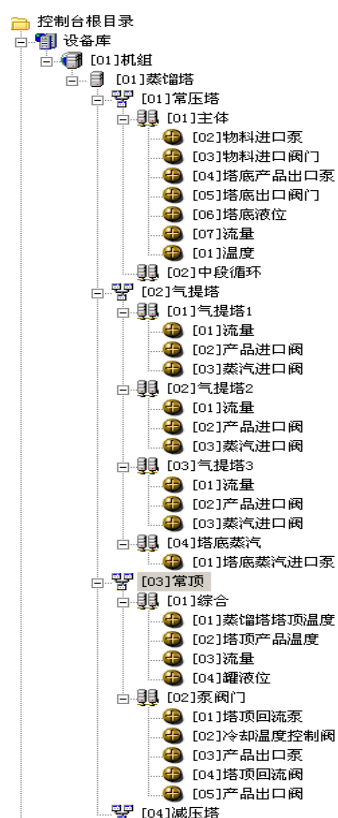 控制台根目录
设备库
[01]机组
[01]蒸馏塔
[01]常压塔
[01]主体
[02]物料进口泵
[03]物料进口阀门
[04]塔底产品出口泵
[05]塔底出口阀门
[06]塔底液位
[07]流量
[01]温度
[02]中段循环
[02]气提塔
[01]气提塔1
[01]流量
[02]产品进口阀
[03]蒸汽进口阀
[02]气提塔2
[01]流量
[02]产品进口阀
[03]蒸汽进口阀
[03]气提塔3
[01]流量
[02]产品进口阀
[03]蒸汽进口阀
[04]塔底蒸汽
[01]塔底蒸汽进口泵
[03]常顶
[01]综合
[01]蒸馏塔塔顶温度
[02]塔顶产品温度
[03]流量
[04]罐液位
[02]泵阀门
[01]塔顶回流泵
[02]冷却温度控制阀
[03]产品出口泵
[04]塔顶回流阀
[05]产品出口阀
[04]减压塔